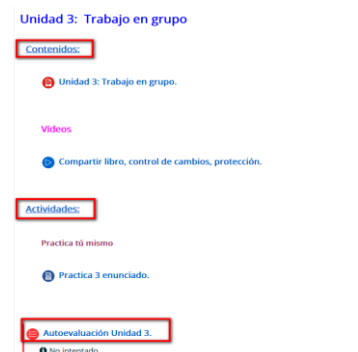 Unidad 3: Trabajo en grupo
Contenidos:
Unidad 3: Trabajo en grupo.
Videos
Compartir libro, control de cambios, protección.
Actividades:
Practica tú mismo
Practica 3 enunciado.
Autoevaluación Unidad 3.
No intentado